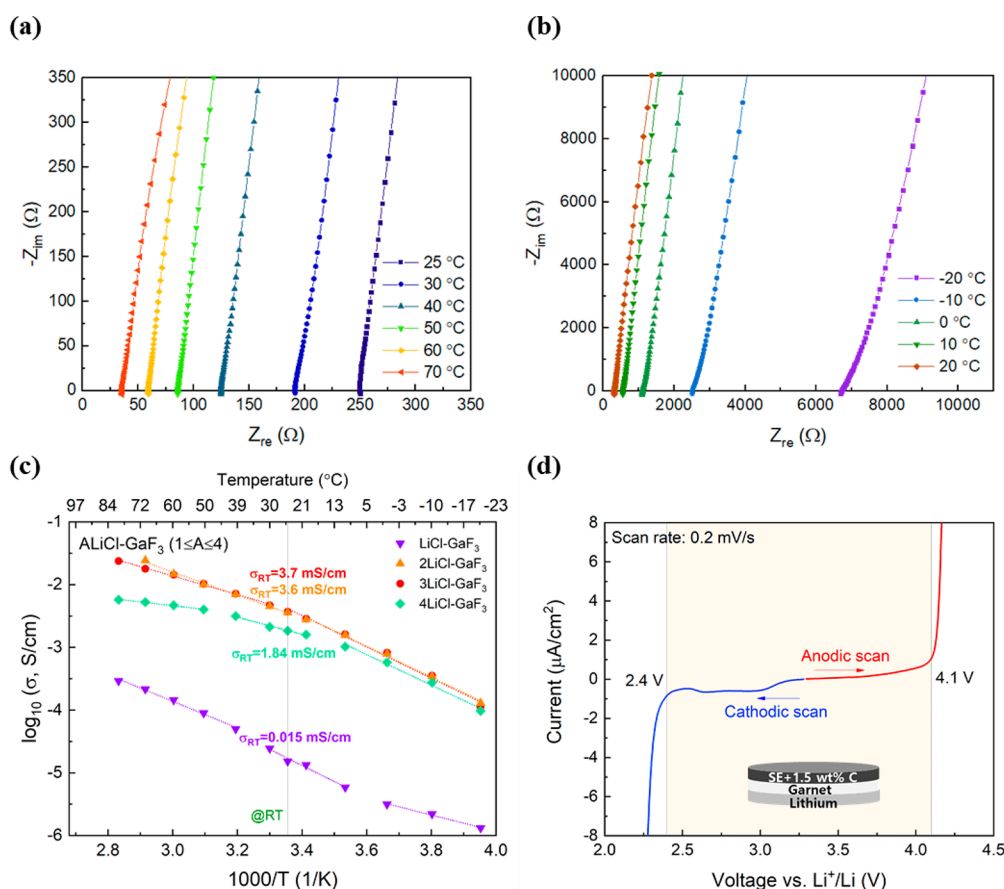 (a)
350
300
250
200
150
100
50
0
-Z_im (Ω)
0 50 100 150 200 250 300 350
Z_re (Ω)
25 °C
30 °C
40 °C
50 °C
60 °C
70 °C
(b)
10000
8000
6000
4000
2000
0
-Z_im (Ω)
0 2000 4000 6000 8000 10000
Z_re (Ω)
-20 °C
-10 °C
0 °C
10 °C
20 °C
(c)
Temperature (°C)
97 84 72 60 50 39 30 21 13 5 -3 -10 -17 -23
-1
-2
-3
-4
-5
-6
log₁₀ (σ, S/cm)
ALiCl-GaF₃ (1≤A≤4)
LiCl-GaF₃
2LiCl-GaF₃
3LiCl-GaF₃
4LiCl-GaF₃
σ_RT=3.7 mS/cm
σ_RT=3.6 mS/cm
σ_RT=1.84 mS/cm
σ_RT=0.015 mS/cm
@RT
2.8 3.0 3.2 3.4 3.6 3.8 4.0
1000/T (1/K)
(d)
8
6
4
2
0
-2
-4
-6
-8
Current (µA/cm²)
Scan rate: 0.2 mV/s
Anodic scan
2.4 V
4.1 V
Cathodic scan
SE+1.5 wt% C
Garnet
Lithium
2.0 2.5 3.0 3.5 4.0 4.5
Voltage vs. Li⁺/Li (V)